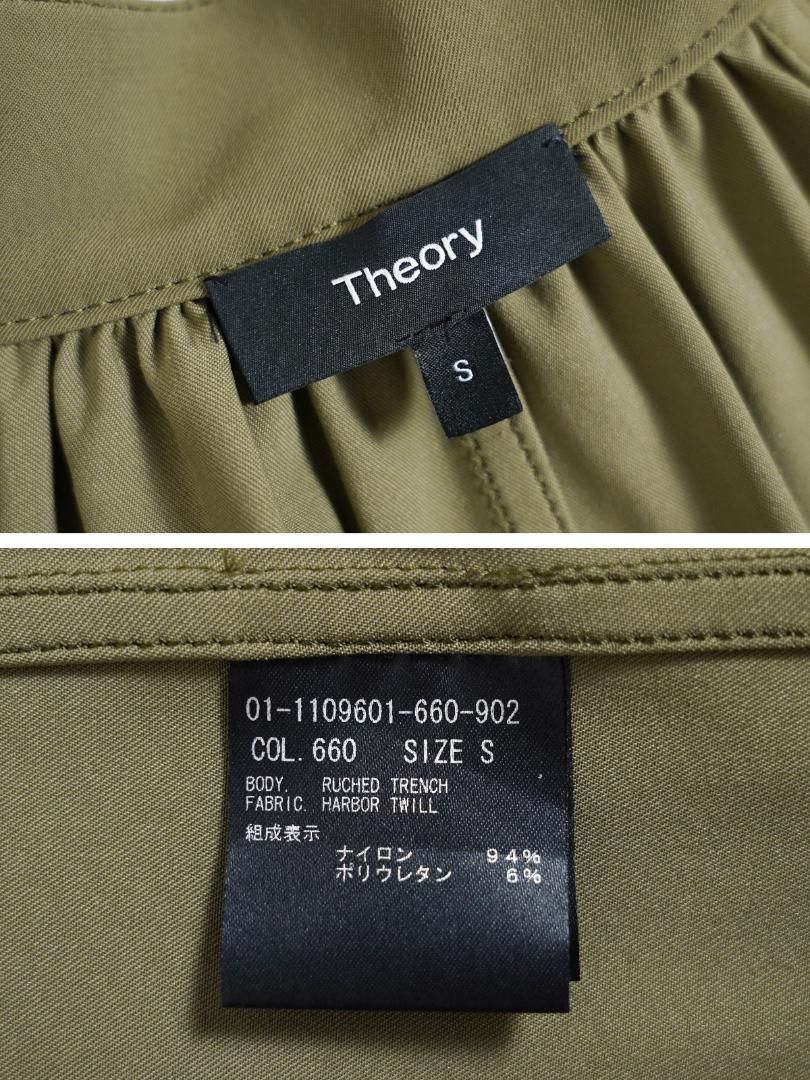 Theory
S
01-1109601-660-902
COL. 660 SIZE S
BODY. RUCHED TRENCH
FABRIC. HARBOR TWILL
組成表示
ナイロン 94%
ポリウレタン 6%